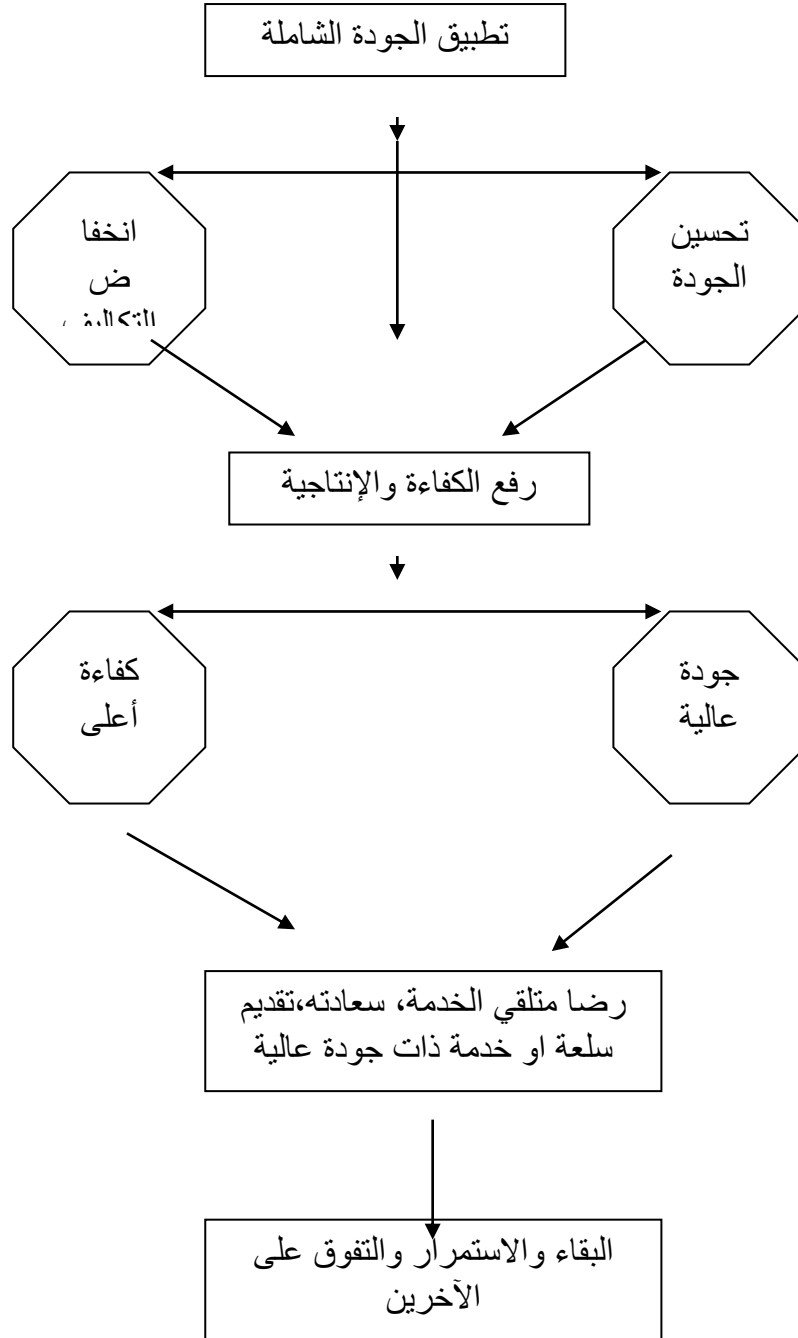 تطبيق الجودة الشاملة
تحسين
الجودة
انخفا
ض
التكاليف
رفع الكفاءة والإنتاجية
جودة
عالية
كفاءة
أعلى
رضا متلقي الخدمة، سعادته،تقديم
سلعة او خدمة ذات جودة عالية
البقاء والاستمرار والتفوق على
الآخرين